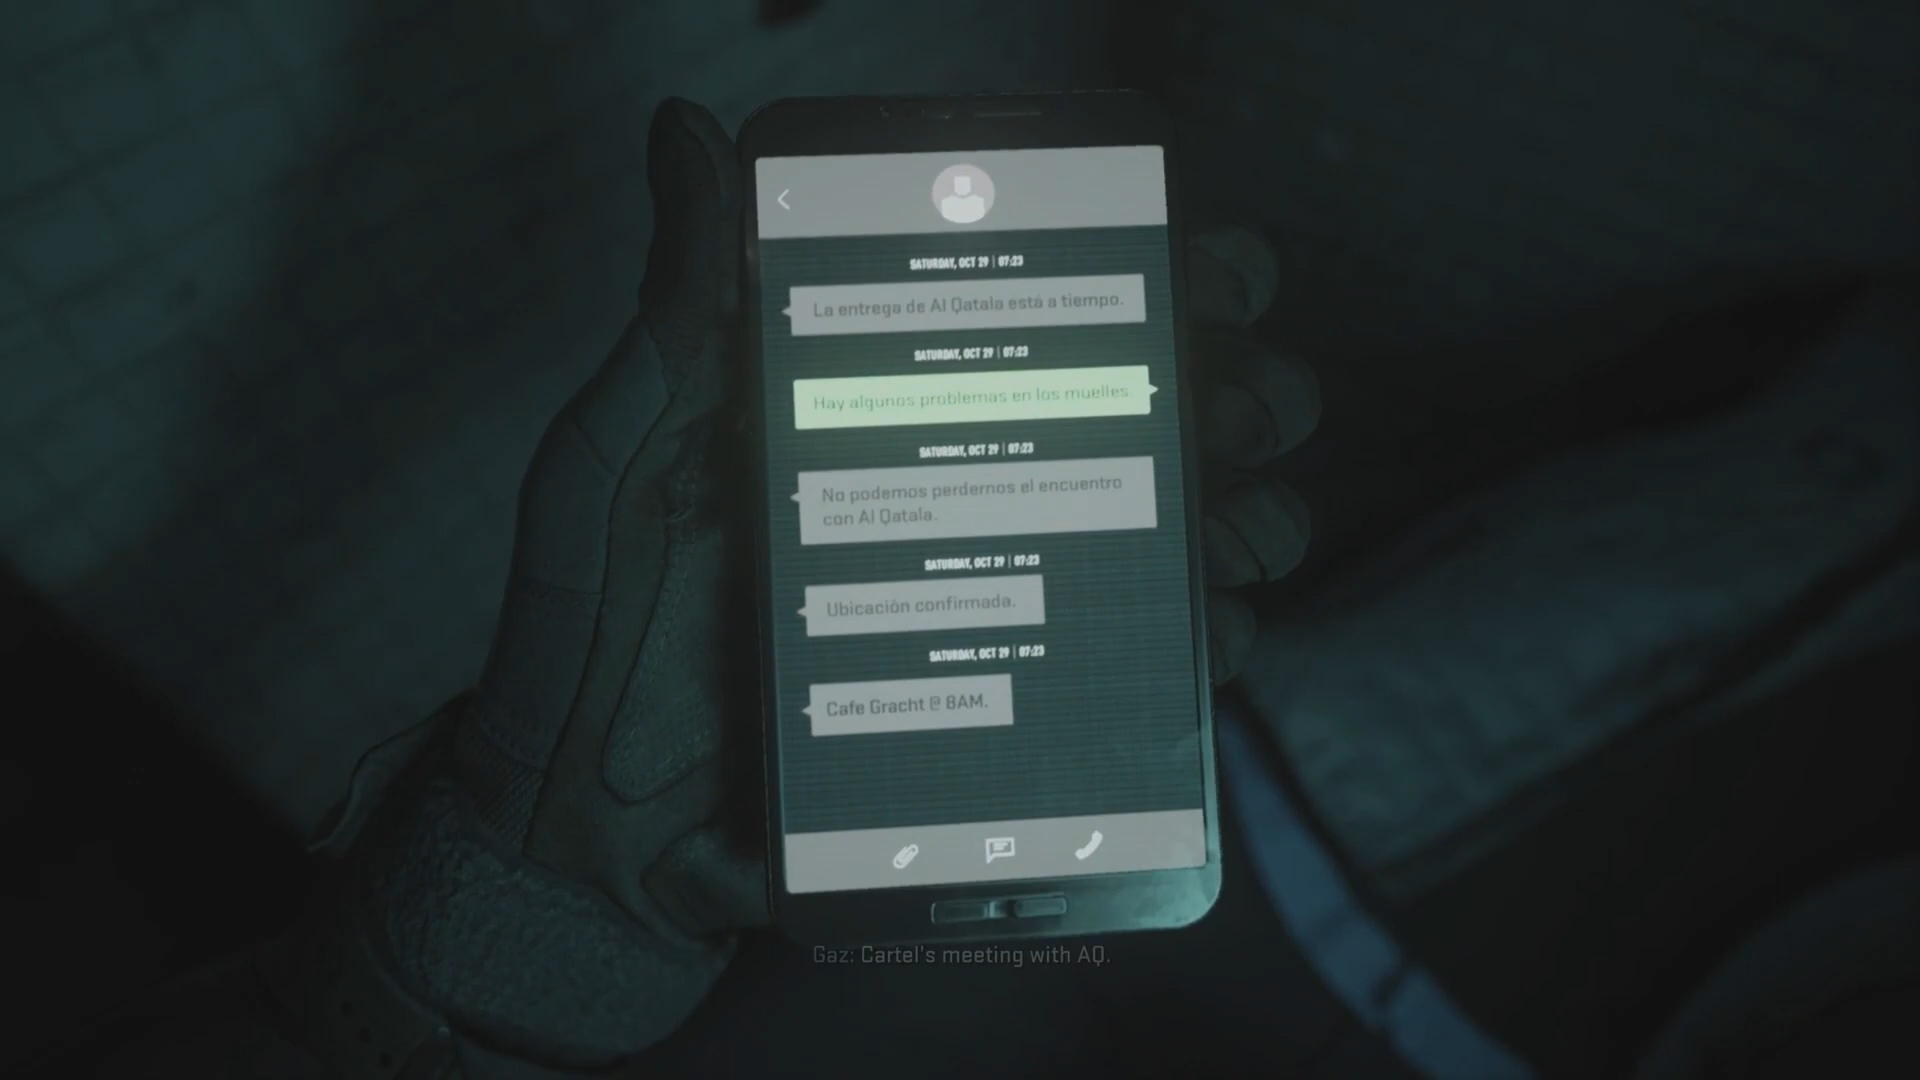 SATURDAY, OCT 29 | 07:23
La entrega de Al Qatala está a tiempo.
SATURDAY, OCT 29 | 07:23
Hay algunos problemas en los muelles.
SATURDAY, OCT 29 | 07:23
No podemos perdernos el encuentro
con Al Qatala.
SATURDAY, OCT 29 | 07:23
Ubicación confirmada.
SATURDAY, OCT 29 | 07:23
Cafe Gracht @ 8AM.
Gaz: Cartel's meeting with AQ.